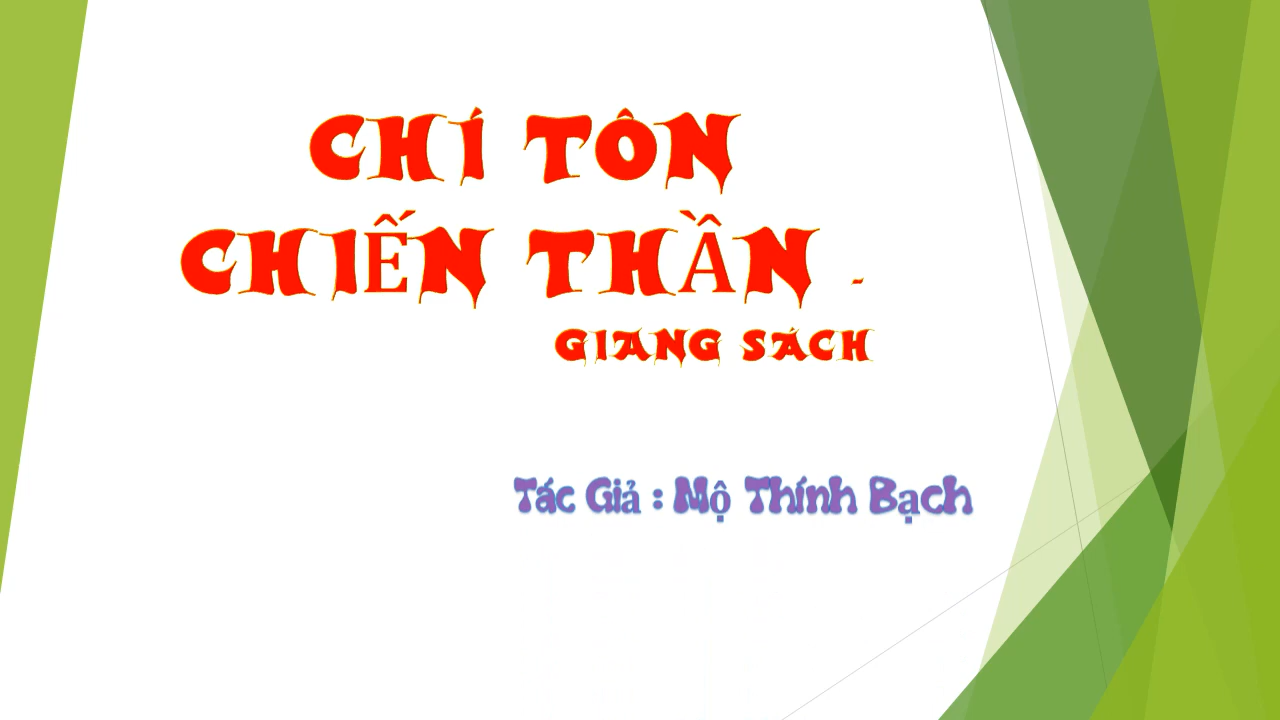 CHÍ TÔN
CHIẾN THẦN -
GIANG SÁCH
Tác Giả : Mộ Thính Bạch